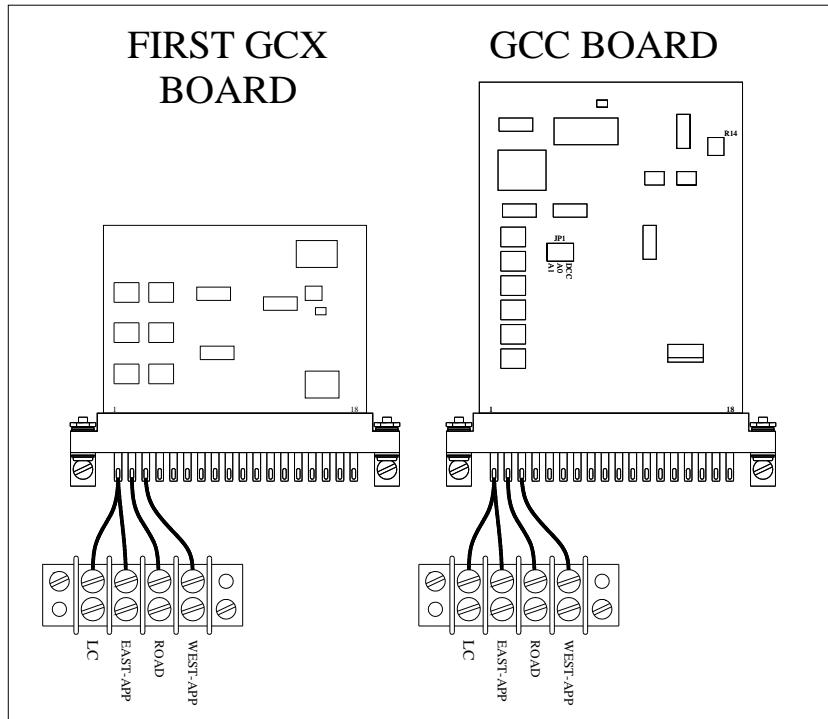 FIRST GCX
BOARD
GCC BOARD
R14
JP1
A1
A0
DCC
1
18
1
18
LC
EAST-APP
ROAD
WEST-APP
LC
EAST-APP
ROAD
WEST-APP